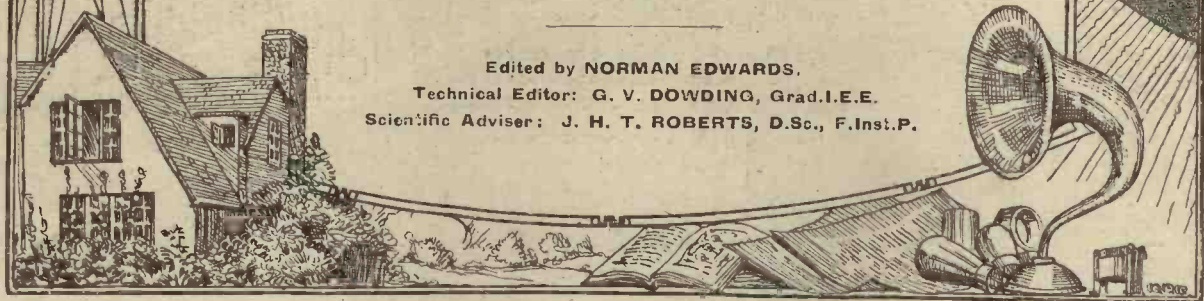 Edited by NORMAN EDWARDS.
Technical Editor: G. V. DOWDING, Grad.I.E.E.
Scientific Adviser: J. H. T. ROBERTS, D.Sc., F.Inst.P.